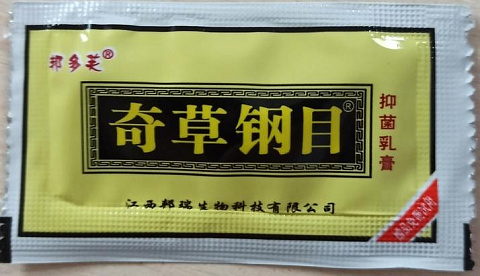 邦多芙®
奇草钢目®
抑菌乳膏
江西邦瑞生物科技有限公司